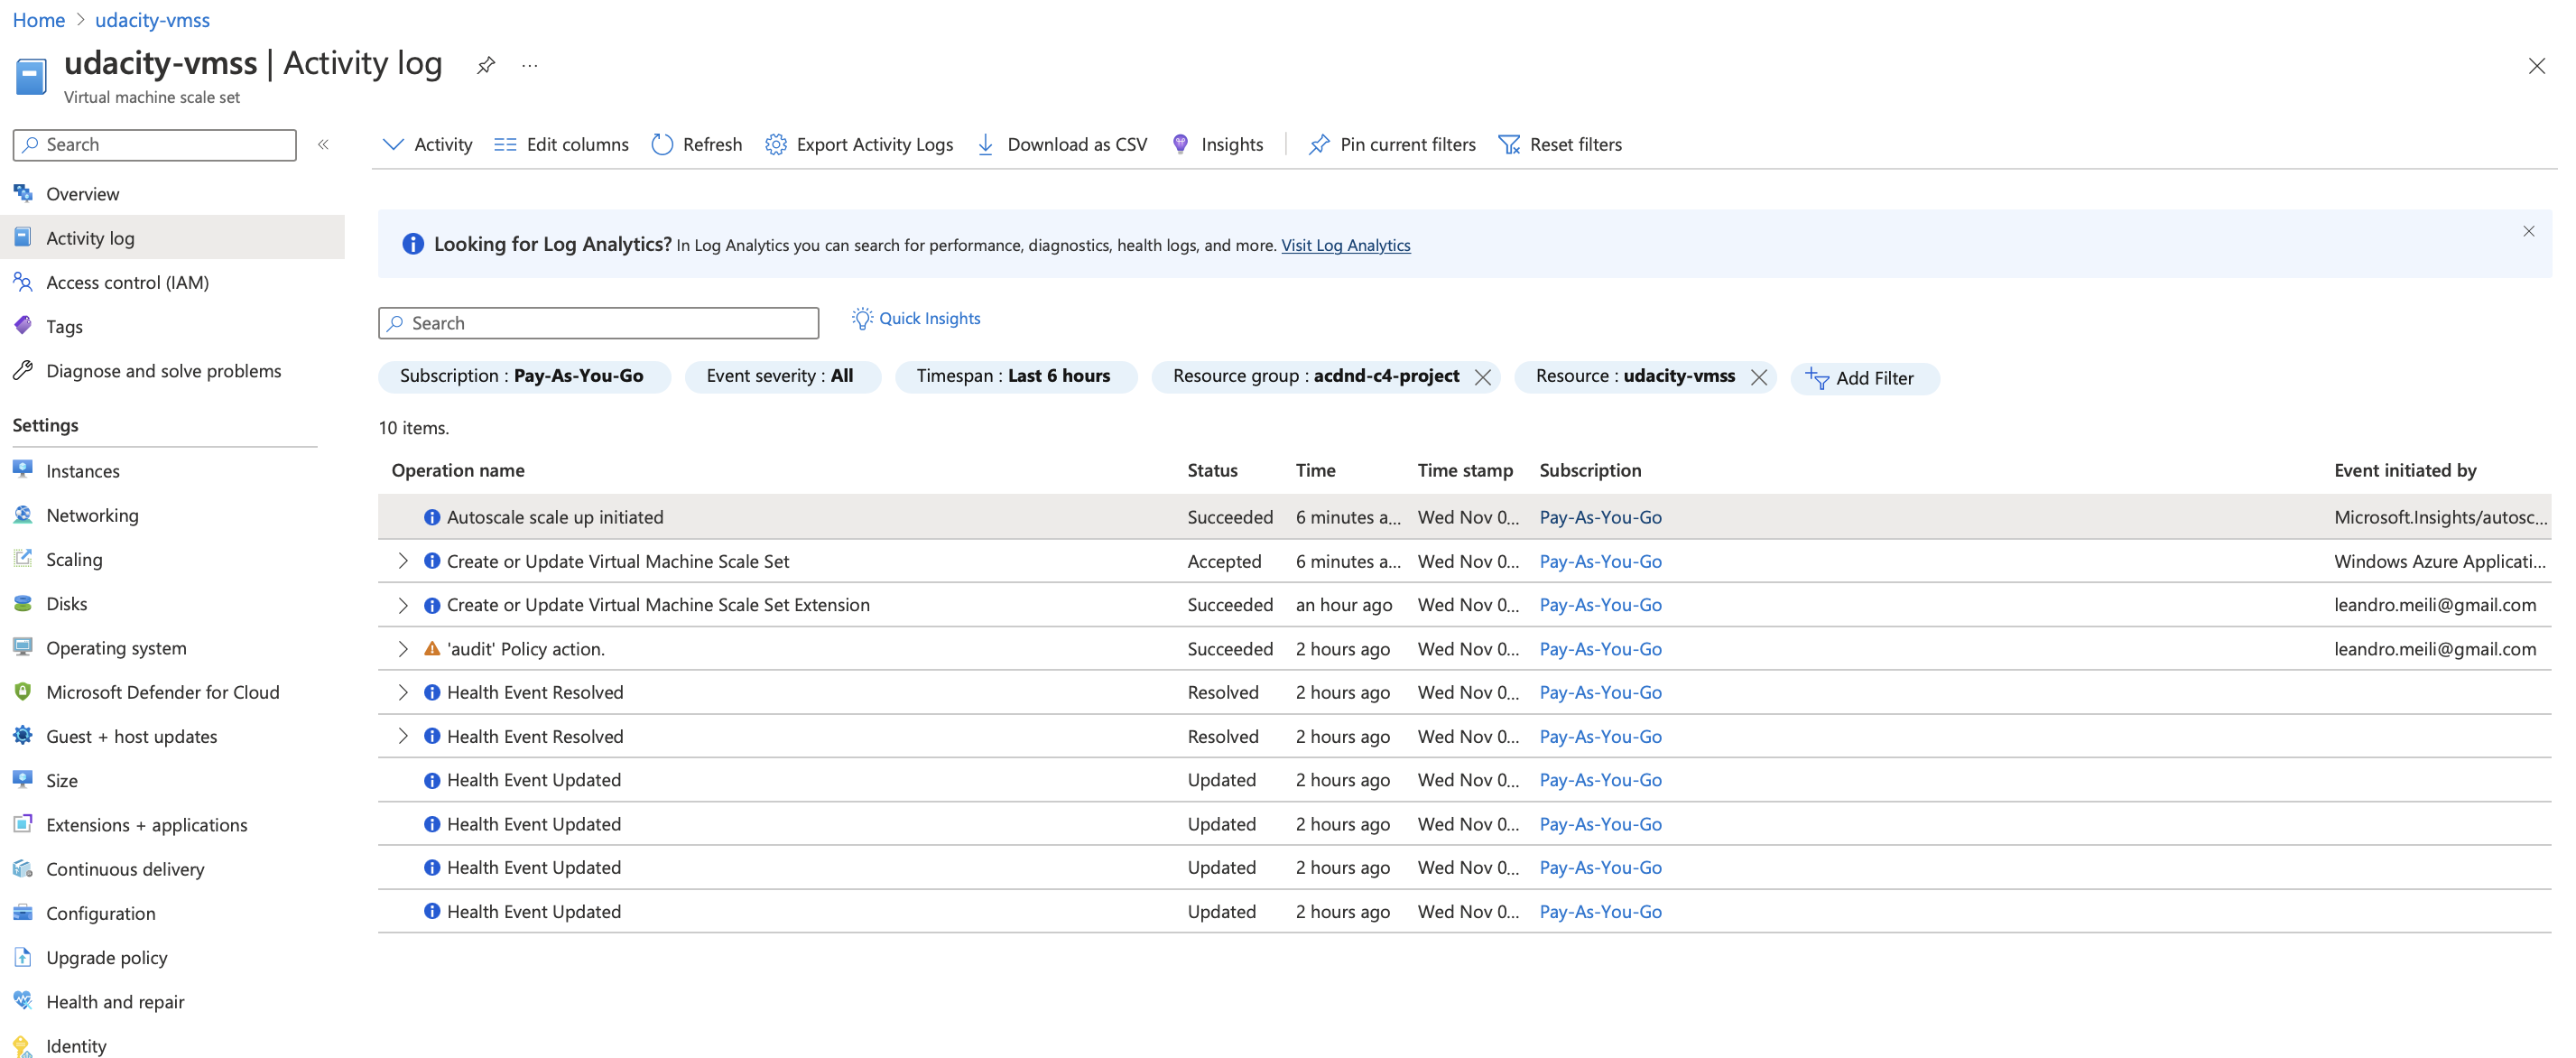 Home > udacity-vmss
udacity-vmss | Activity log ...
Virtual machine scale set
Search «
Activity Edit columns Refresh Export Activity Logs Download as CSV Insights Pin current filters Reset filters
Overview
Activity log
Access control (IAM)
Tags
Diagnose and solve problems
Settings
Instances
Networking
Scaling
Disks
Operating system
Microsoft Defender for Cloud
Guest + host updates
Size
Extensions + applications
Continuous delivery
Configuration
Upgrade policy
Health and repair
Identity
Looking for Log Analytics? In Log Analytics you can search for performance, diagnostics, health logs, and more. Visit Log Analytics
Search Quick Insights
Subscription : Pay-As-You-Go Event severity : All Timespan : Last 6 hours Resource group : acdnd-c4-project Resource : udacity-vmss Add Filter
10 items.
Operation name Status Time Time stamp Subscription Event initiated by
Autoscale scale up initiated Succeeded 6 minutes a... Wed Nov 0... Pay-As-You-Go Microsoft.Insights/autosc...
Create or Update Virtual Machine Scale Set Accepted 6 minutes a... Wed Nov 0... Pay-As-You-Go Windows Azure Applicati...
Create or Update Virtual Machine Scale Set Extension Succeeded an hour ago Wed Nov 0... Pay-As-You-Go leandro.meili@gmail.com
'audit' Policy action. Succeeded 2 hours ago Wed Nov 0... Pay-As-You-Go leandro.meili@gmail.com
Health Event Resolved Resolved 2 hours ago Wed Nov 0... Pay-As-You-Go
Health Event Resolved Resolved 2 hours ago Wed Nov 0... Pay-As-You-Go
Health Event Updated Updated 2 hours ago Wed Nov 0... Pay-As-You-Go
Health Event Updated Updated 2 hours ago Wed Nov 0... Pay-As-You-Go
Health Event Updated Updated 2 hours ago Wed Nov 0... Pay-As-You-Go
Health Event Updated Updated 2 hours ago Wed Nov 0... Pay-As-You-Go